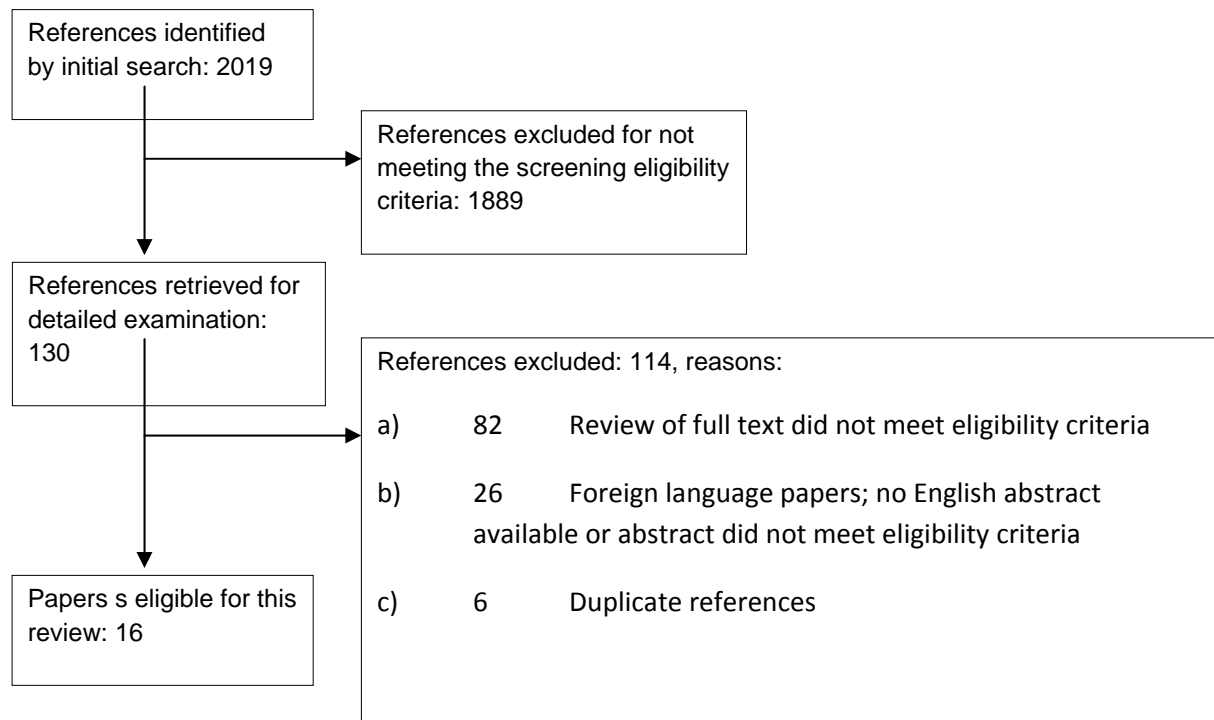 References identified
by initial search: 2019
References excluded for not
meeting the screening eligibility
criteria: 1889
References retrieved for
detailed examination:
130
References excluded: 114, reasons:
a) 82 Review of full text did not meet eligibility criteria
b) 26 Foreign language papers; no English abstract
available or abstract did not meet eligibility criteria
c) 6 Duplicate references
Papers s eligible for this
review: 16